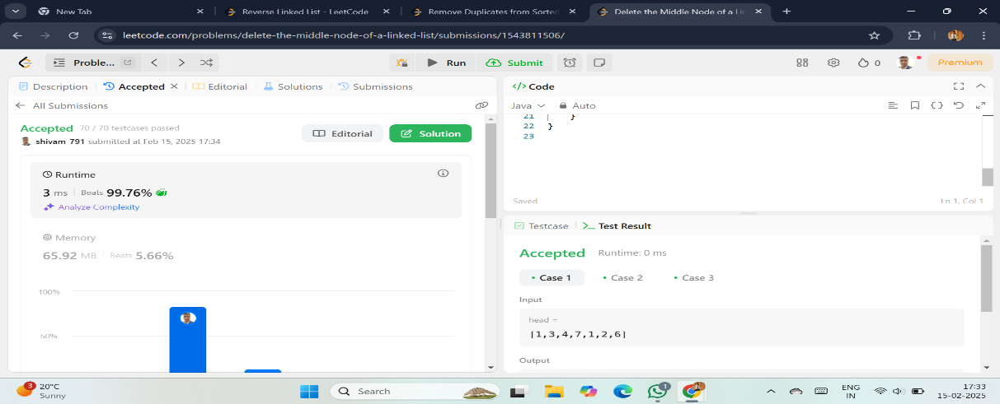 New Tab
Reverse Linked List - LeetCode
Remove Duplicates from Sorted
Delete the Middle Node of a Lin
leetcode.com/problems/delete-the-middle-node-of-a-linked-list/submissions/1543811506/
Proble...
Run
Submit
0
Premium
Description
Accepted
Editorial
Solutions
Submissions
All Submissions
Accepted 70 / 70 testcases passed
shivam_791 submitted at Feb 15, 2025 17:34
Editorial
Solution
Runtime
3 ms | Beats 99.76%
Analyze Complexity
Memory
65.92 MB | Beats 5.66%
100%
50%
</> Code
Java
Auto
21 }
22 }
23
Saved
Ln 1, Col 1
Testcase
>_ Test Result
Accepted Runtime: 0 ms
• Case 1 • Case 2 • Case 3
Input
head =
[1,3,4,7,1,2,6]
Output
3
20°C
Sunny
Search
1
ENG
IN
17:33
15-02-2025